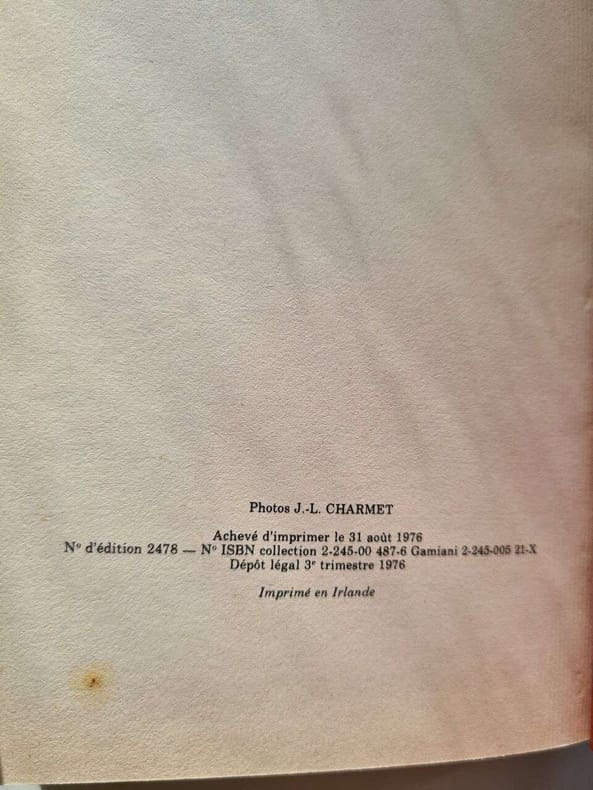 Photos J.-L. CHARMET
Achevé d'imprimer le 31 août 1976
Nº d'édition 2478 — Nº ISBN collection 2-245-00 487-6 Gamiani 2-245-005 21-X
Dépôt légal 3ᵉ trimestre 1976
Imprimé en Irlande